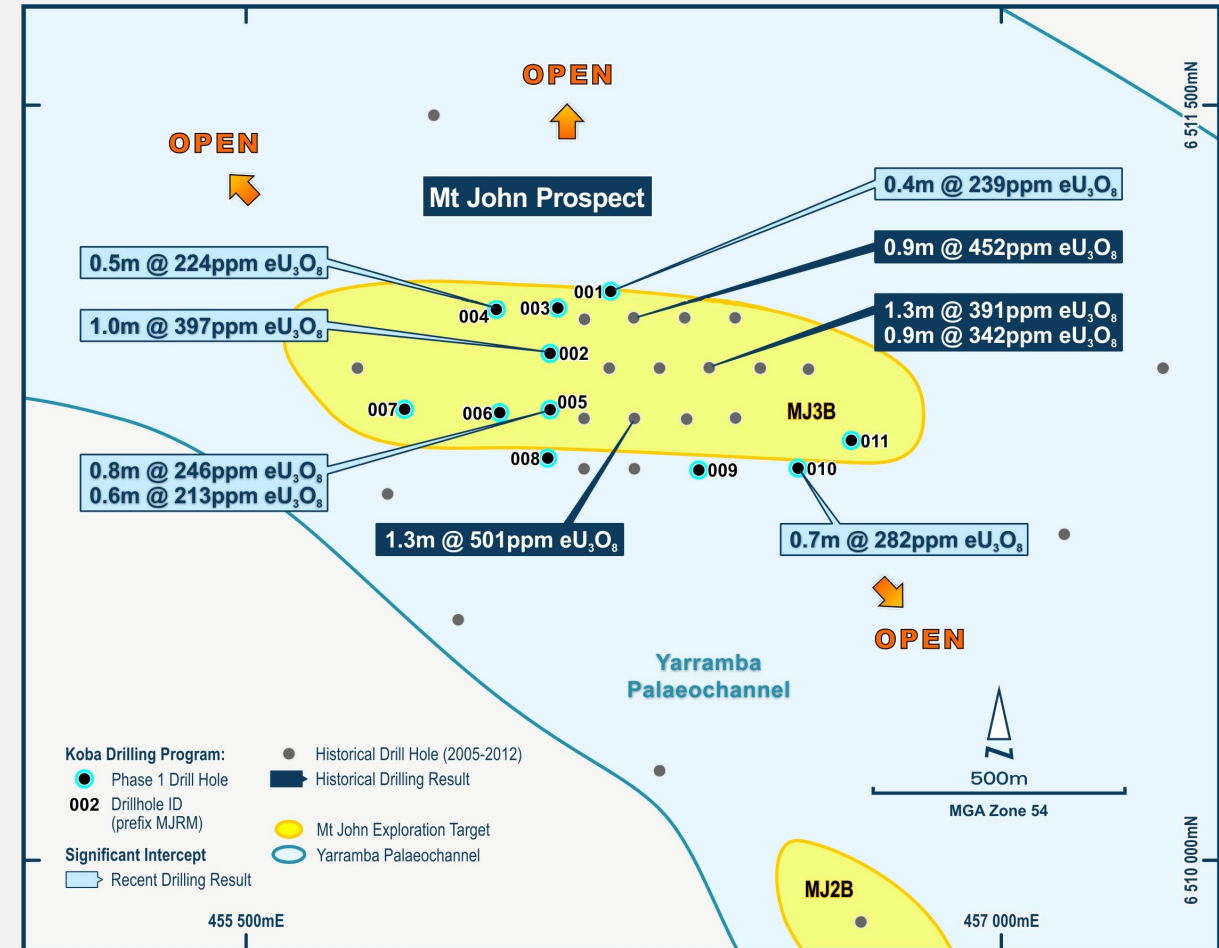 OPEN
OPEN
6 511 500mN
Mt John Prospect
0.4m @ 239ppm eU₃O₈
0.9m @ 452ppm eU₃O₈
0.5m @ 224ppm eU₃O₈
1.3m @ 391ppm eU₃O₈
0.9m @ 342ppm eU₃O₈
1.0m @ 397ppm eU₃O₈
001
003
004
002
005
007
006
MJ3B
011
008
009
010
0.8m @ 246ppm eU₃O₈
0.6m @ 213ppm eU₃O₈
1.3m @ 501ppm eU₃O₈
0.7m @ 282ppm eU₃O₈
OPEN
Yarramba
Palaeochannel
N
500m
MGA Zone 54
Koba Drilling Program:
Phase 1 Drill Hole
002 Drillhole ID
(prefix MJRM)
Significant Intercept
Recent Drilling Result
Historical Drill Hole (2005-2012)
Historical Drilling Result
Mt John Exploration Target
Yarramba Palaeochannel
6 510 000mN
MJ2B
455 500mE
457 000mE